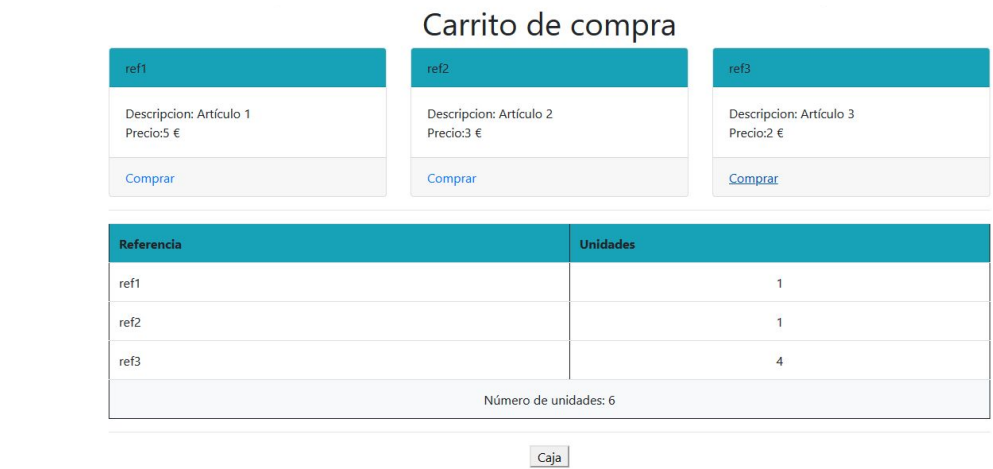 Carrito de compra
ref1
Descripcion: Artículo 1
Precio:5 €
Comprar
ref2
Descripcion: Artículo 2
Precio:3 €
Comprar
ref3
Descripcion: Artículo 3
Precio:2 €
Comprar
Referencia Unidades
ref1 1
ref2 1
ref3 4
Número de unidades: 6
Caja